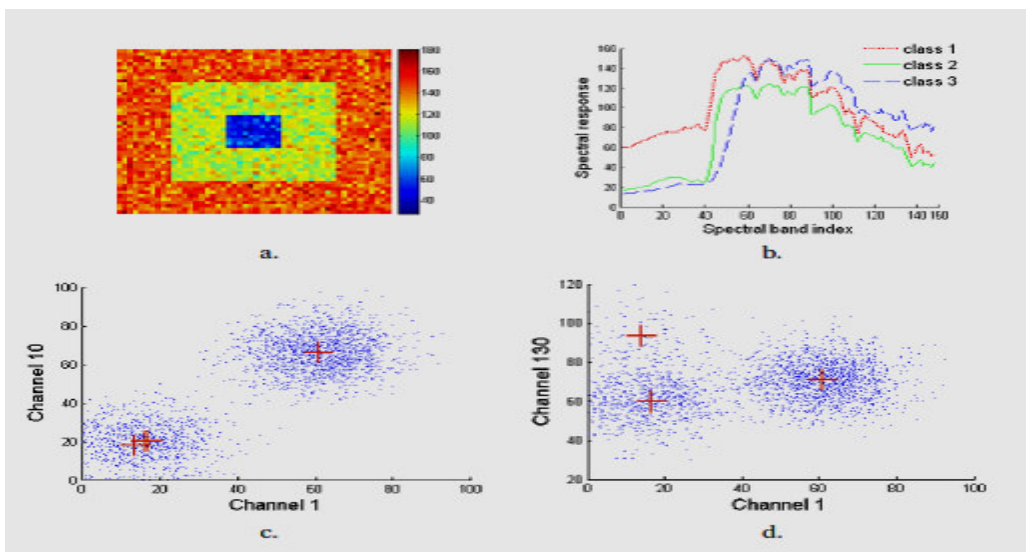 180
160
140
120
100
80
60
40
a.
160
140
120
100
80
60
40
20
0
0 20 40 60 80 100 120 140 150
Spectral response
Spectral band index
class 1
class 2
class 3
b.
100
80
60
40
20
0
0 20 40 60 80 100
Channel 10
Channel 1
c.
120
100
80
60
40
20
0 20 40 60 80 100
Channel 130
Channel 1
d.